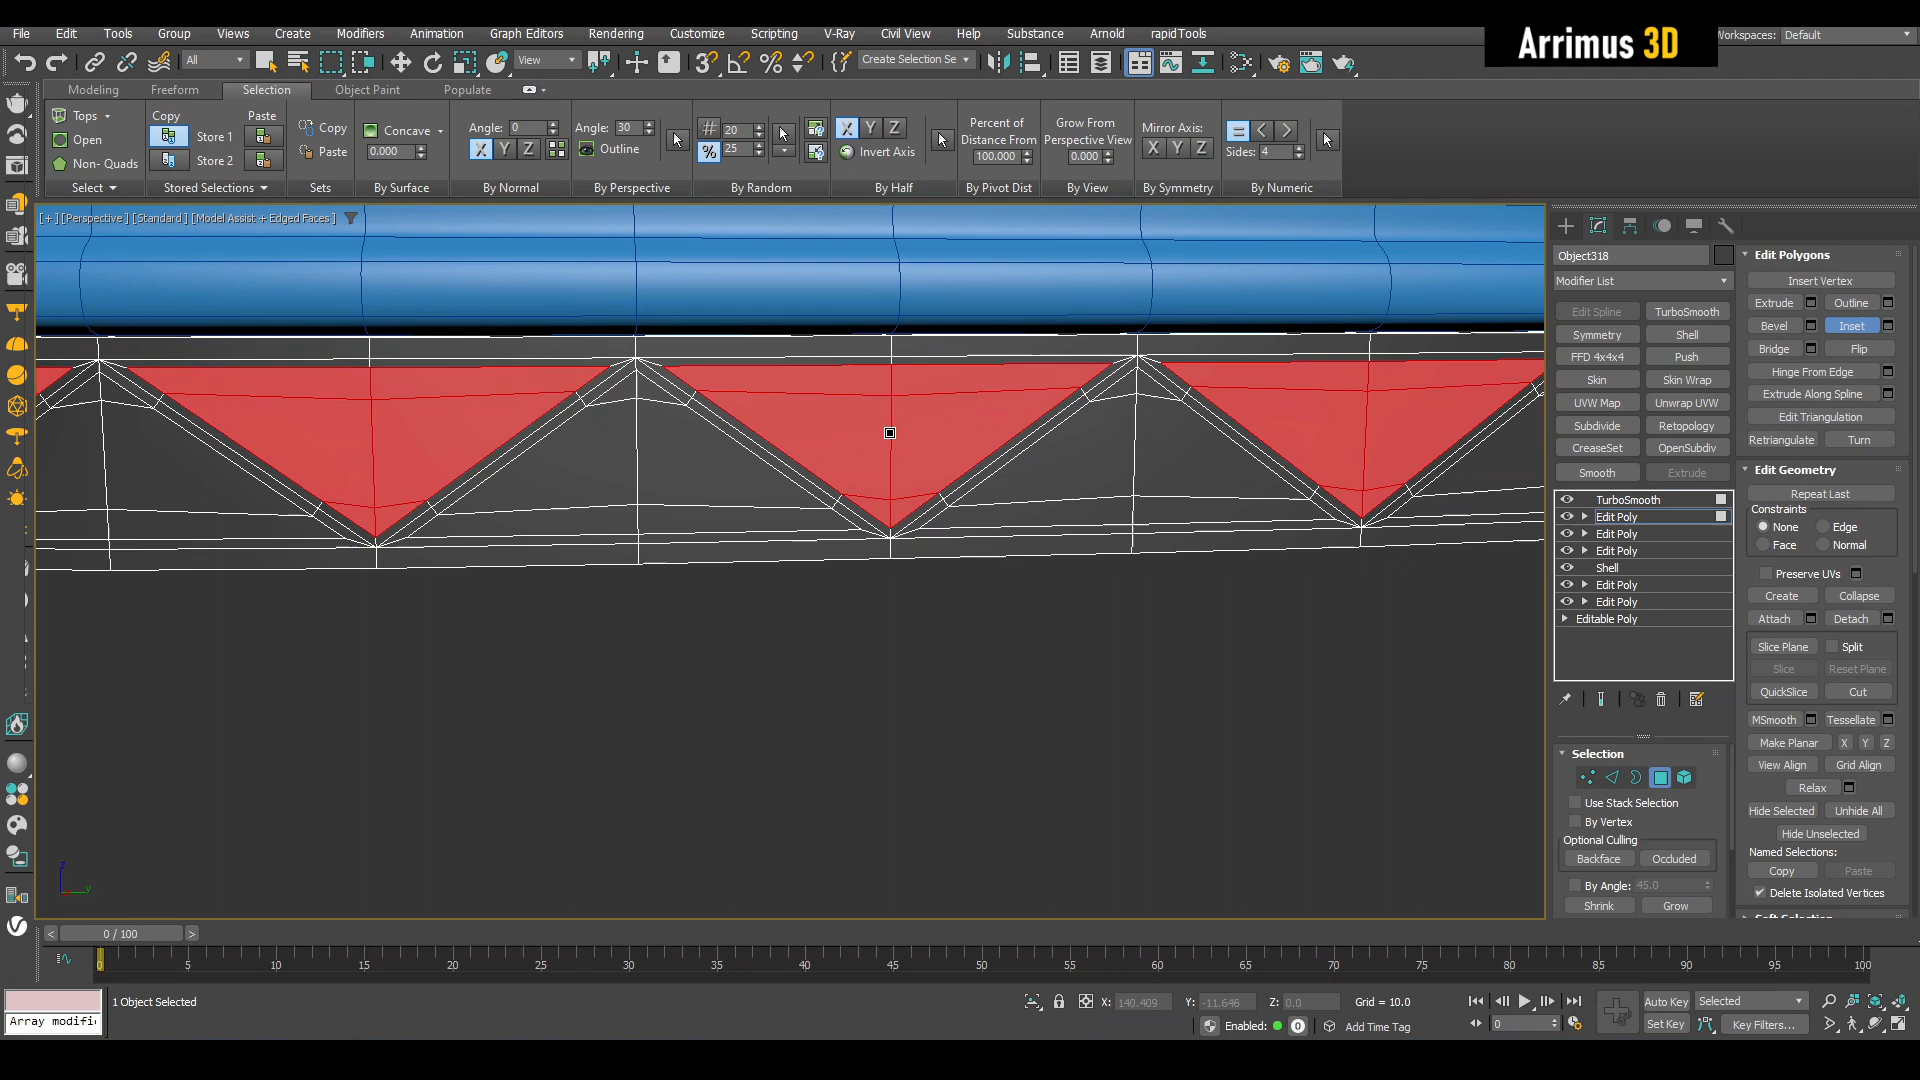 File Edit Tools Group Views Create Modifiers Animation Graph Editors Rendering Customize Scripting V-Ray Civil View Help Substance Arnold rapidTools
Arrimus 3D
Workspaces: Default
All View Create Selection Se
Modeling Freeform Selection Object Paint Populate
Tops Copy Paste Copy Concave Angle: 0 Angle: 30 # 20 X Y Z Percent of Distance From Grow From Perspective View Mirror Axis: = < >
Open Store 1 Paste 0.000 X Y Z Outline % 25 Invert Axis 100.000 0.000 X Y Z Sides: 4
Non- Quads Store 2
Select Stored Selections Sets By Surface By Normal By Perspective By Random By Half By Pivot Dist By View By Symmetry By Numeric
[+] [Perspective ] [Standard ] [Model Assist + Edged Faces ]
z
y
Object318
Modifier List
Edit Spline TurboSmooth
Symmetry Shell
FFD 4x4x4 Push
Skin Skin Wrap
UVW Map Unwrap UVW
Subdivide Retopology
CreaseSet OpenSubdiv
Smooth Extrude
TurboSmooth
Edit Poly
Edit Poly
Edit Poly
Shell
Edit Poly
Edit Poly
Editable Poly
Selection
Use Stack Selection
By Vertex
Optional Culling
Backface Occluded
By Angle: 45.0
Shrink Grow
Edit Polygons
Insert Vertex
Extrude Outline
Bevel Inset
Bridge Flip
Hinge From Edge
Extrude Along Spline
Edit Triangulation
Retriangulate Turn
Edit Geometry
Repeat Last
Constraints
None Edge
Face Normal
Preserve UVs
Create Collapse
Attach Detach
Slice Plane Split
Slice Reset Plane
QuickSlice Cut
MSmooth Tessellate
Make Planar X Y Z
View Align Grid Align
Relax
Hide Selected Unhide All
Hide Unselected
Named Selections:
Copy Paste
Delete Isolated Vertices
< 0 / 100 >
0 5 10 15 20 25 30 35 40 45 50 55 60 65 70 75 80 85 90 95 100
1 Object Selected X: 140.409 Y: -11.646 Z: 0.0 Grid = 10.0 Auto Key Selected
Array modifi Enabled: 0 Add Time Tag 0 Set Key Key Filters...